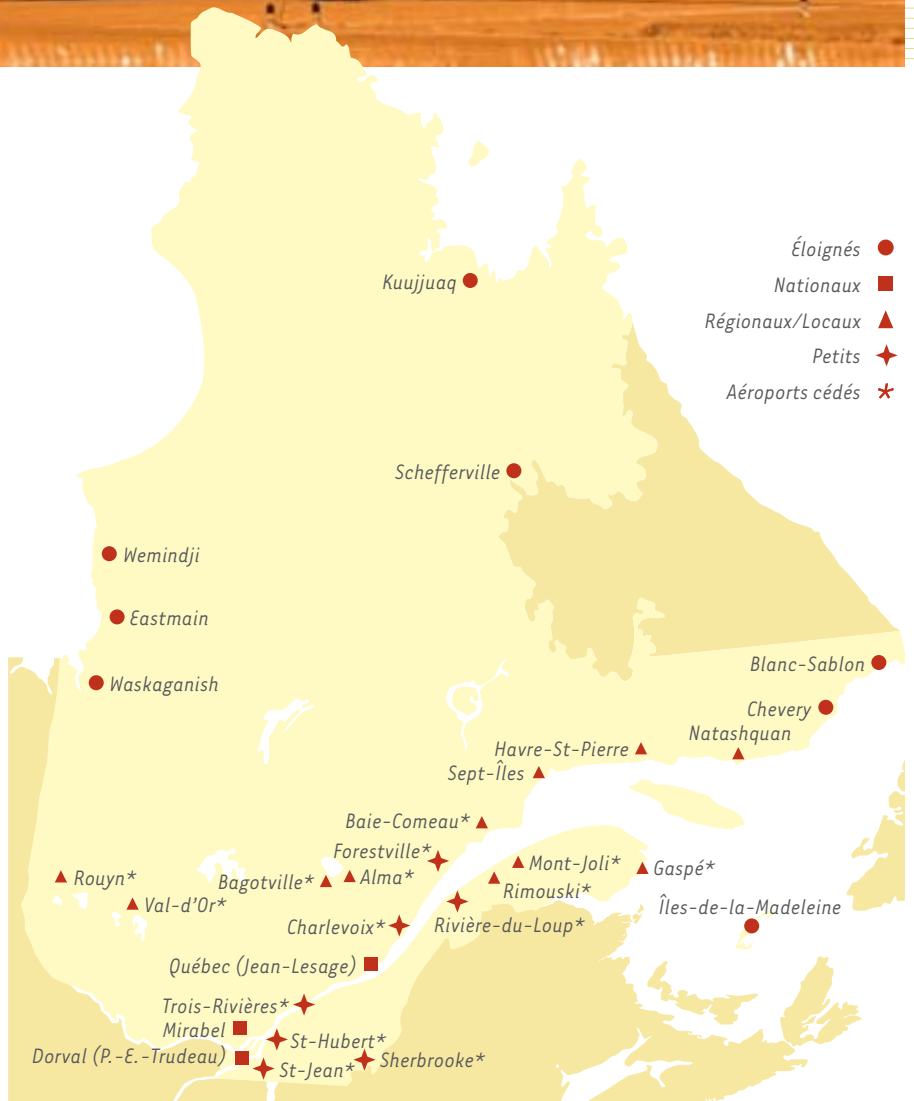 Éloignés
Nationaux
Régionaux/Locaux
Petits
Aéroports cédés *
Kuujjuaq
Schefferville
Wemindji
Eastmain
Waskaganish
Blanc-Sablon
Chevery
Natashquan
Havre-St-Pierre
Sept-Îles
Baie-Comeau*
Forestville*
Mont-Joli*
Gaspé*
Rouyn*
Bagotville*
Alma*
Rimouski*
Val-d'Or*
Îles-de-la-Madeleine
Charlevoix*
Rivière-du-Loup*
Québec (Jean-Lesage)
Trois-Rivières*
Mirabel
St-Hubert*
Dorval (P.-E.-Trudeau)
Sherbrooke*
St-Jean*